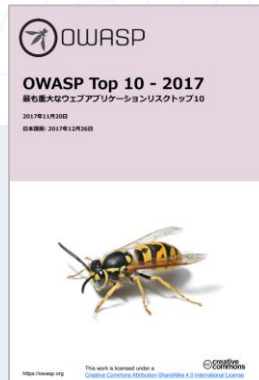 OWASP
OWASP Top 10 - 2017
最も重大なウェブアプリケーションリスクトップ10
2017年11月20日
日本語版: 2017年12月26日
https://owasp.org
This work is licensed under a
Creative Commons Attribution-ShareAlike 4.0 International License
creative commons